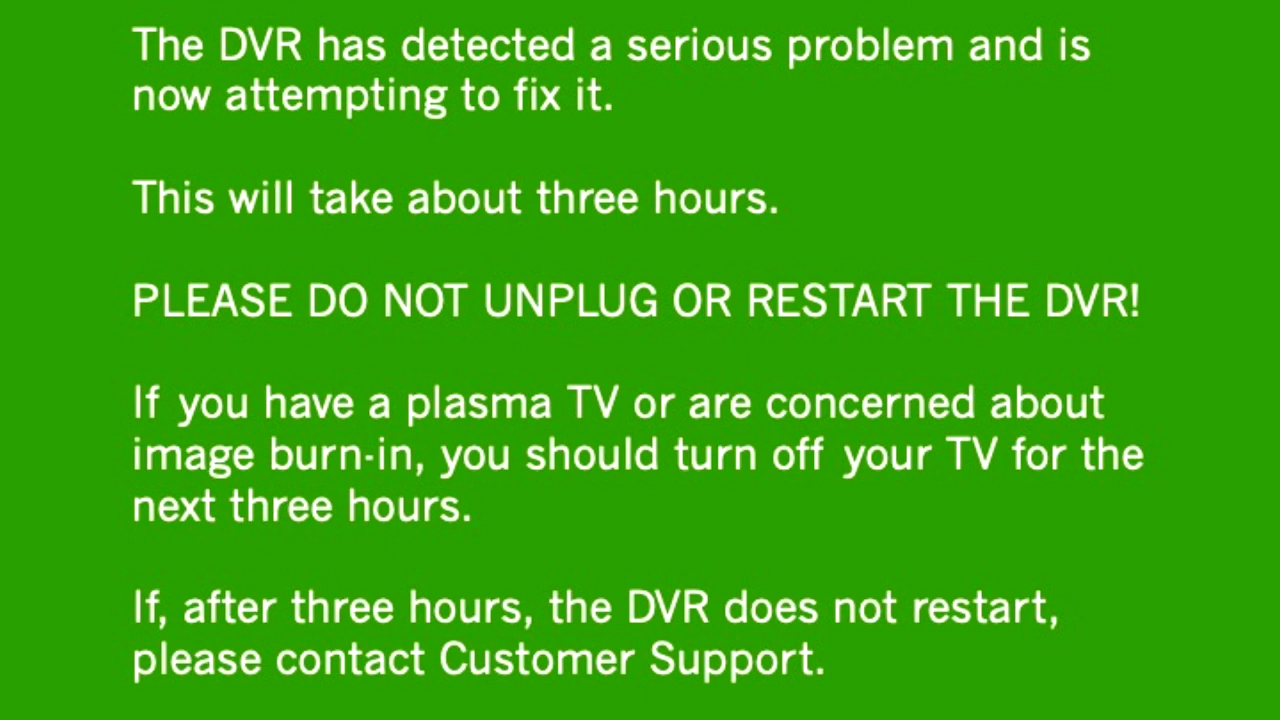 The DVR has detected a serious problem and is
now attempting to fix it.
This will take about three hours.
PLEASE DO NOT UNPLUG OR RESTART THE DVR!
If you have a plasma TV or are concerned about
image burn-in, you should turn off your TV for the
next three hours.
If, after three hours, the DVR does not restart,
please contact Customer Support.